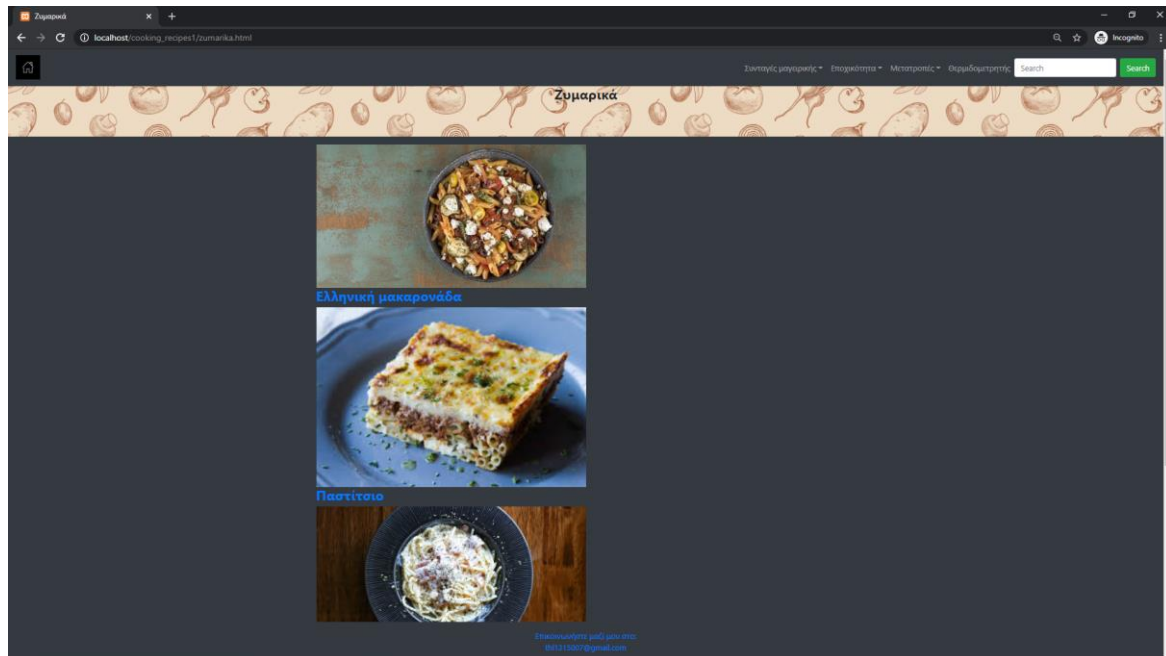 Ζυμαρικά
localhost/cooking_recipes1/zumarika.html
Incognito
Συνταγές μαγειρικής Εποχικότητα Μετατροπές Θερμιδομετρητής Search Search
Ζυμαρικά
Ελληνική μακαρονάδα
Παστίτσιο
Επικοινωνήστε μαζί μου στο: